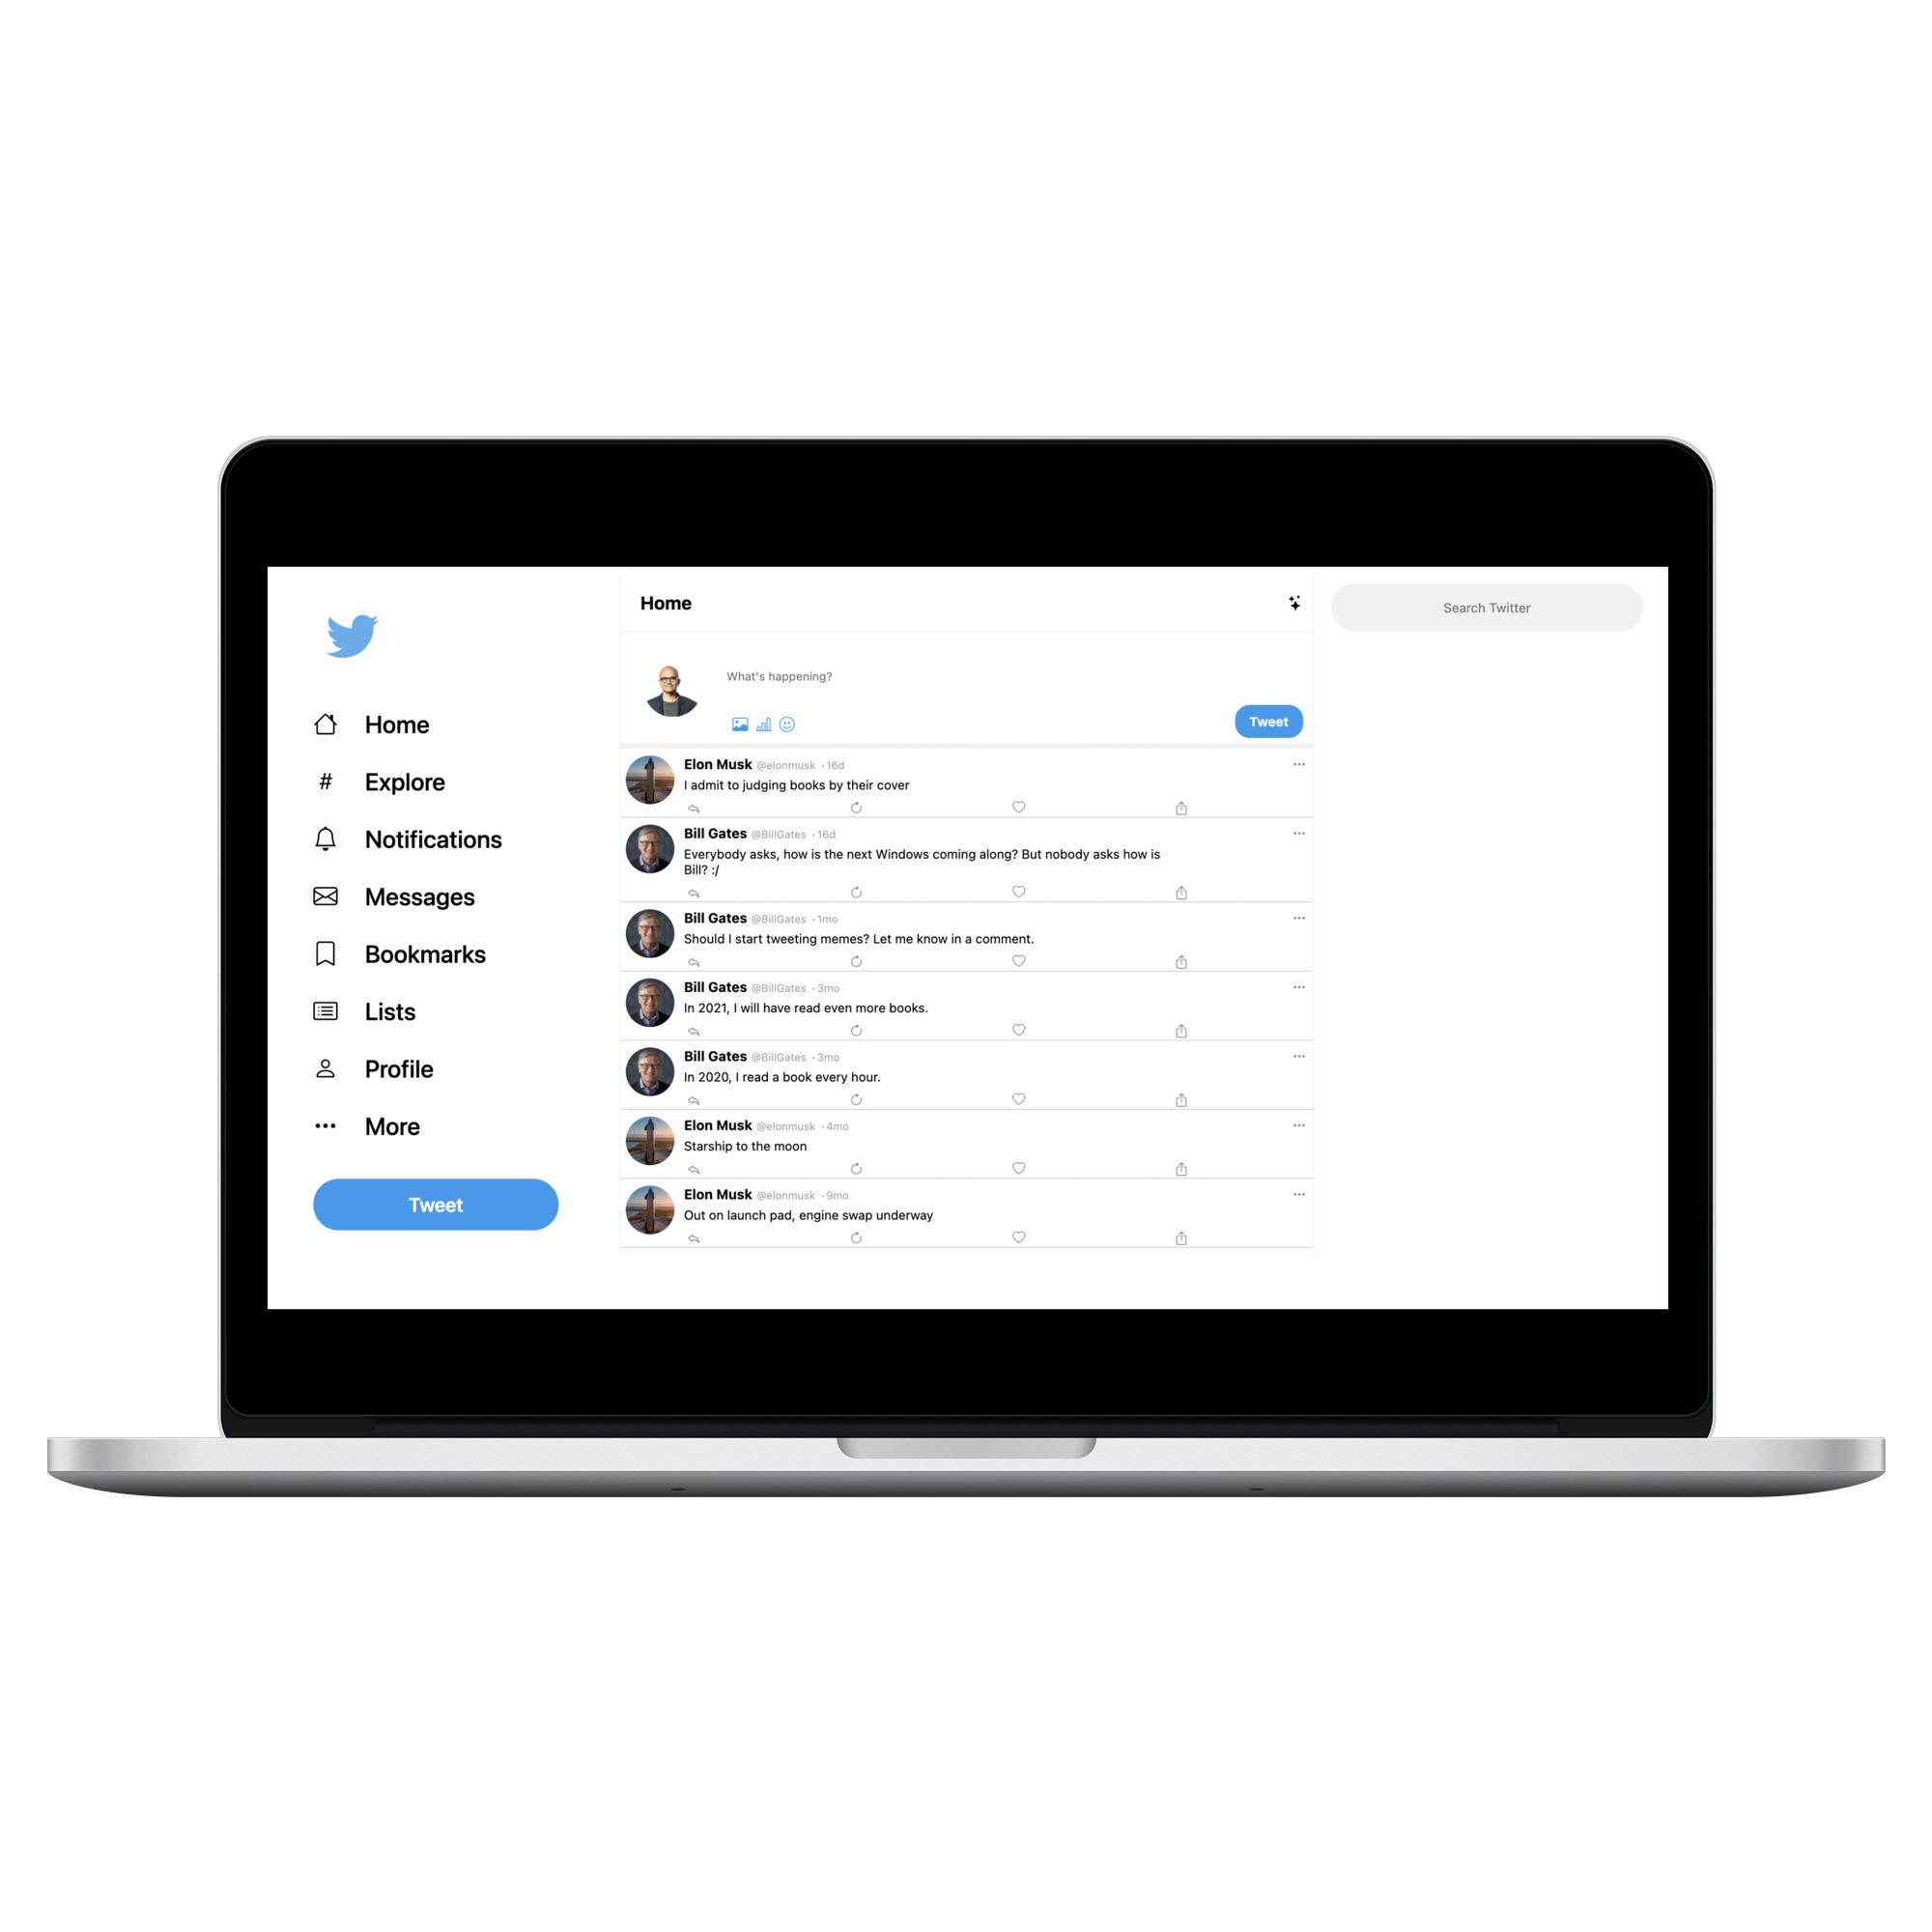 Home
Explore
Notifications
Messages
Bookmarks
Lists
Profile
More
Tweet
Home
What's happening?
Tweet
Elon Musk @elonmusk · 16d
I admit to judging books by their cover
Bill Gates @BillGates · 16d
Everybody asks, how is the next Windows coming along? But nobody asks how is
Bill? :/
Bill Gates @BillGates · 1mo
Should I start tweeting memes? Let me know in a comment.
Bill Gates @BillGates · 3mo
In 2021, I will have read even more books.
Bill Gates @BillGates · 3mo
In 2020, I read a book every hour.
Elon Musk @elonmusk · 4mo
Starship to the moon
Elon Musk @elonmusk · 9mo
Out on launch pad, engine swap underway
Search Twitter